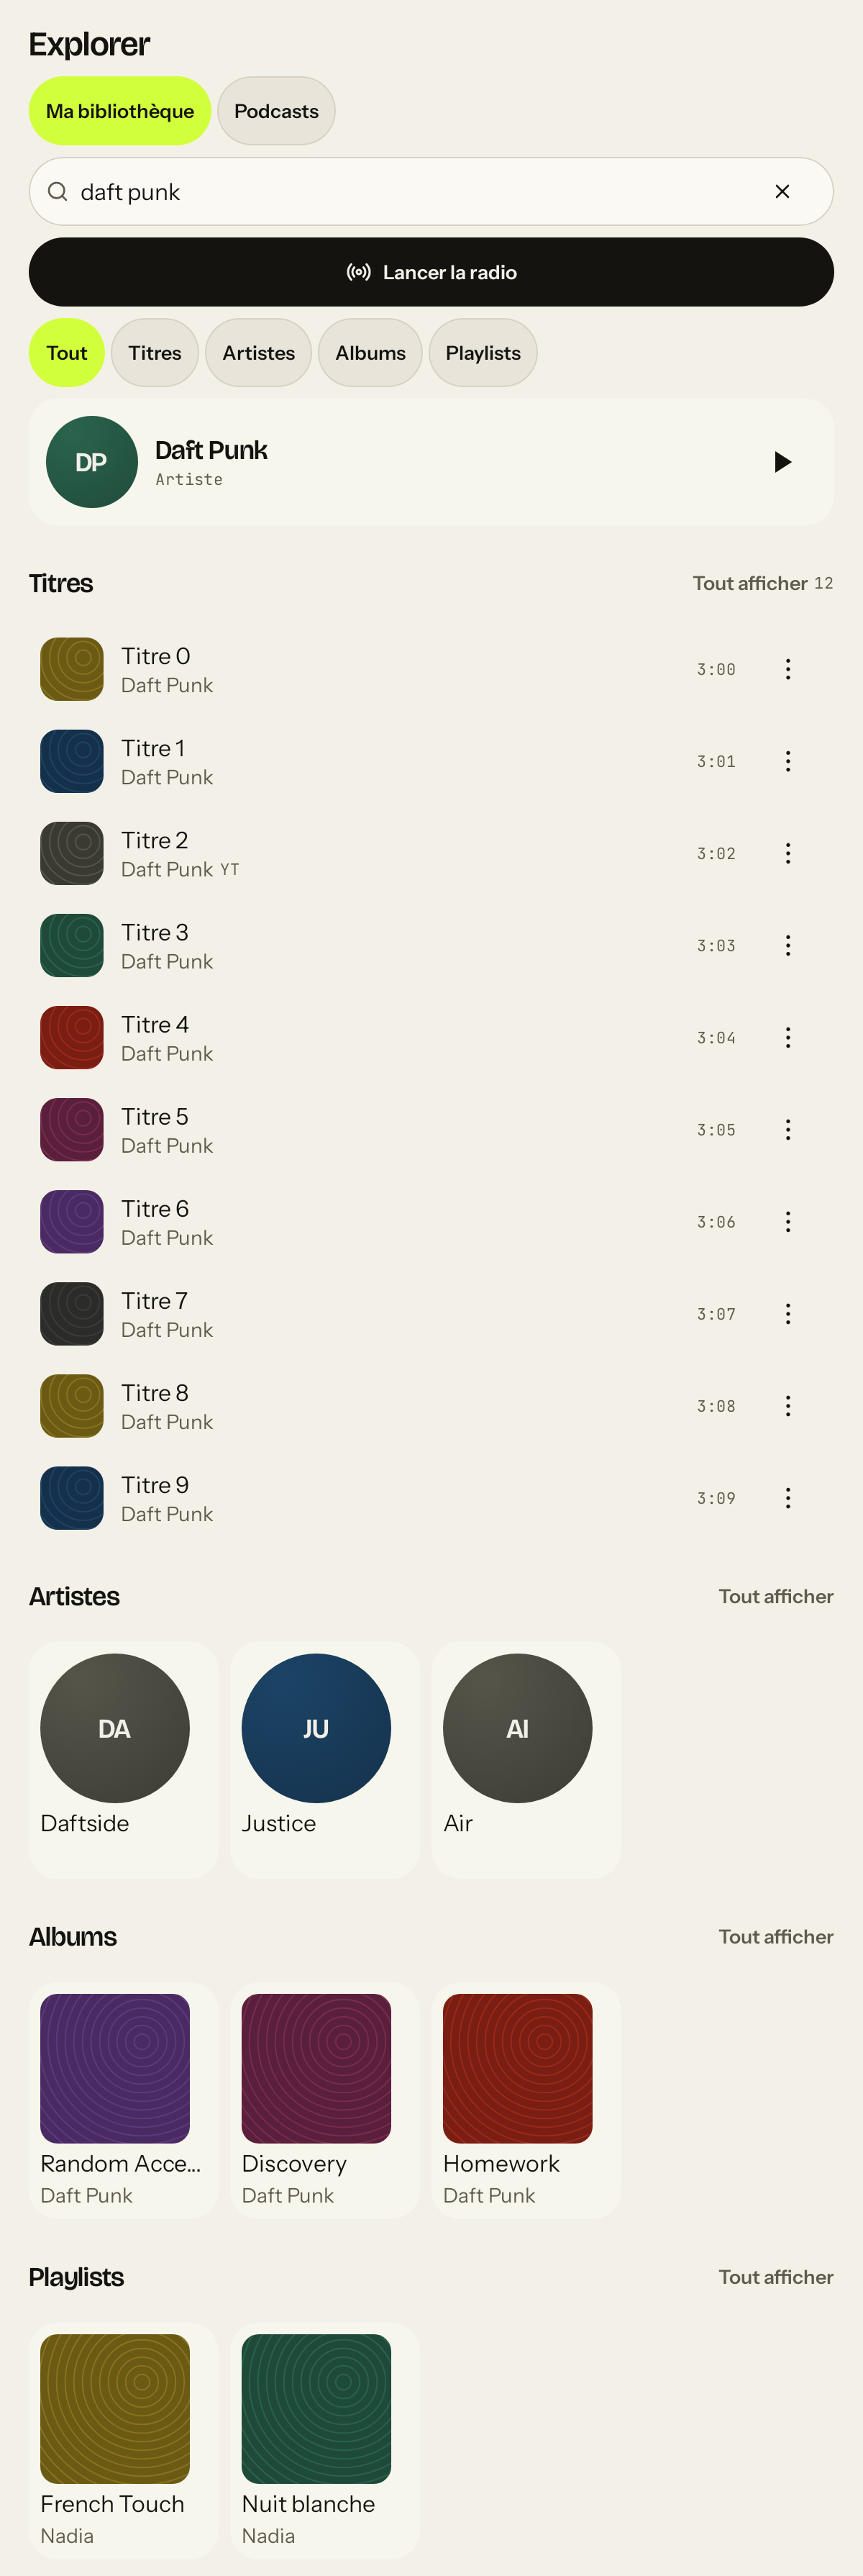 Explorer
Ma bibliothèque Podcasts
daft punk
Lancer la radio
Tout Titres Artistes Albums Playlists
DP
Daft Punk
Artiste
Titres Tout afficher 12
Titre 0
Daft Punk
3:00
Titre 1
Daft Punk
3:01
Titre 2
Daft Punk YT
3:02
Titre 3
Daft Punk
3:03
Titre 4
Daft Punk
3:04
Titre 5
Daft Punk
3:05
Titre 6
Daft Punk
3:06
Titre 7
Daft Punk
3:07
Titre 8
Daft Punk
3:08
Titre 9
Daft Punk
3:09
Artistes Tout afficher
DA JU AI
Daftside Justice Air
Albums Tout afficher
Random Acce... Discovery Homework
Daft Punk Daft Punk Daft Punk
Playlists Tout afficher
French Touch Nuit blanche
Nadia Nadia